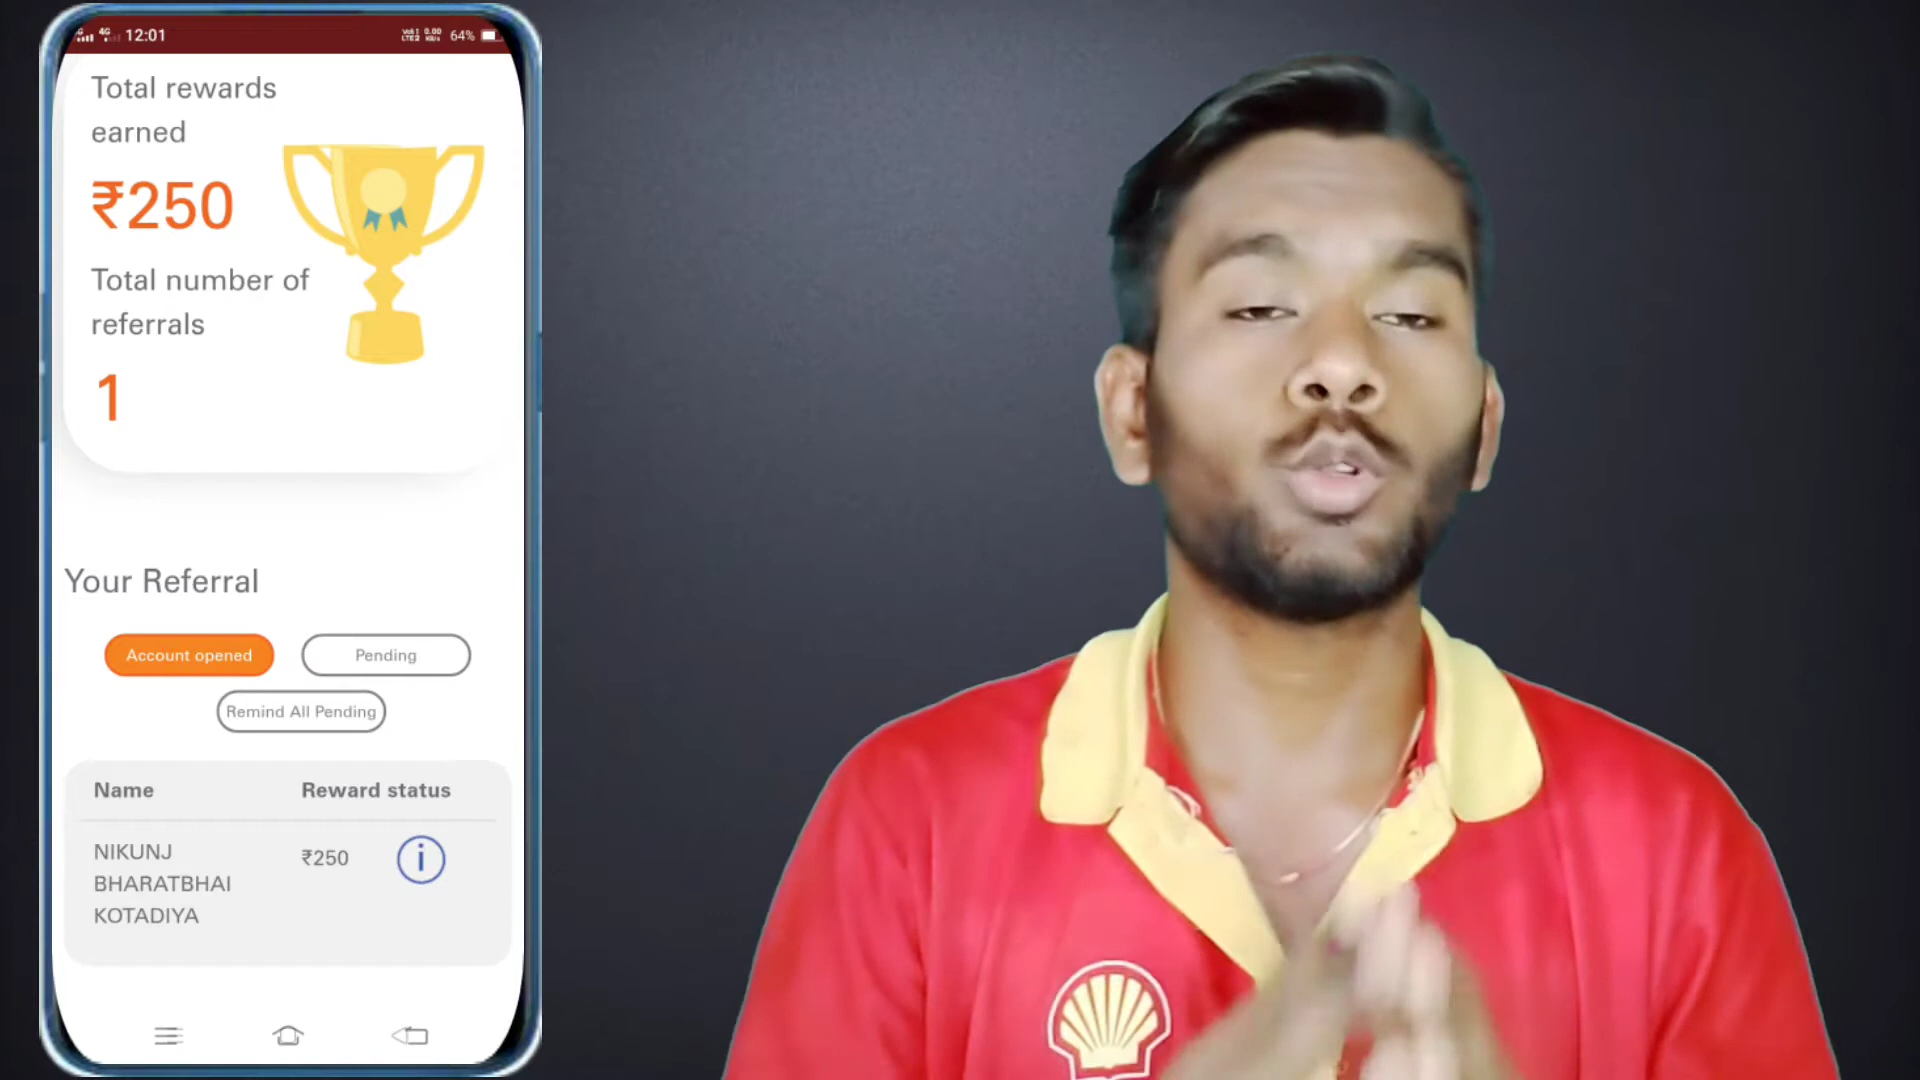 4G 12:01 64%
Total rewards
earned
₹250
Total number of
referrals
1
Your Referral
Account opened
Pending
Remind All Pending
Name Reward status
NIKUNJ ₹250 i
BHARATBHAI
KOTADIYA